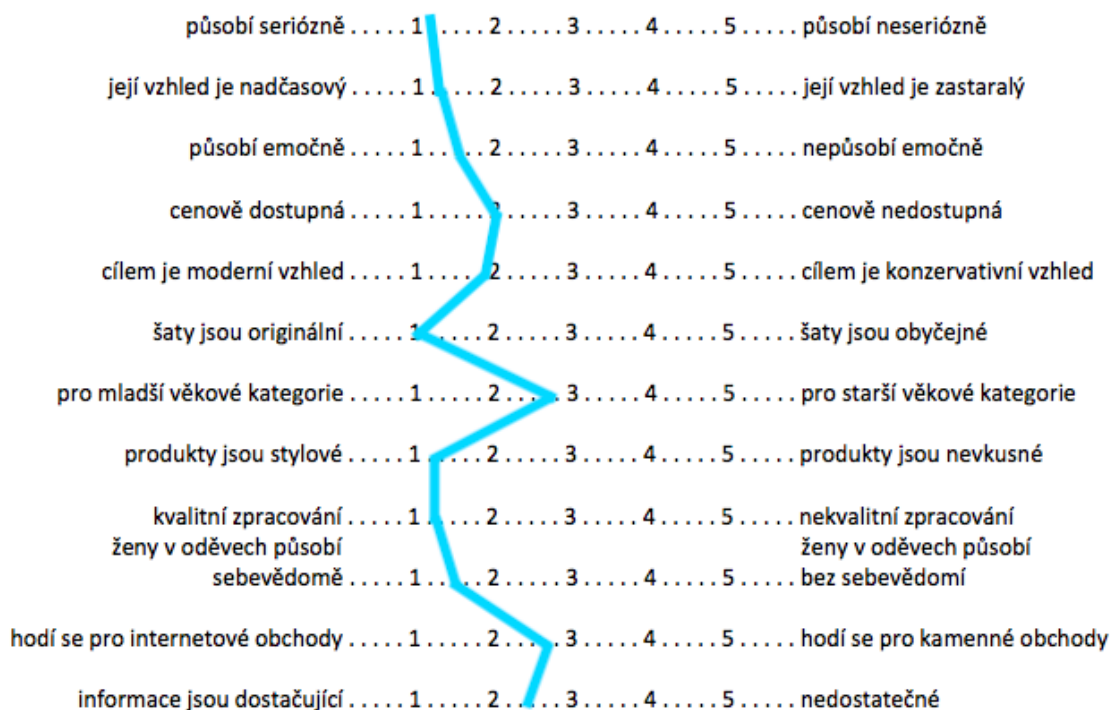 působí seriózně . . . . . 1 . . . . . 2 . . . . . 3 . . . . . 4 . . . . . 5 . . . . . působí neseriózně
její vzhled je nadčasový . . . . . 1 . . . . . 2 . . . . . 3 . . . . . 4 . . . . . 5 . . . . . její vzhled je zastaralý
působí emočně . . . . . 1 . . . . . 2 . . . . . 3 . . . . . 4 . . . . . 5 . . . . . nepůsobí emočně
cenově dostupná . . . . . 1 . . . . . 2 . . . . . 3 . . . . . 4 . . . . . 5 . . . . . cenově nedostupná
cílem je moderní vzhled . . . . . 1 . . . . . 2 . . . . . 3 . . . . . 4 . . . . . 5 . . . . . cílem je konzervativní vzhled
šaty jsou originální . . . . . 1 . . . . . 2 . . . . . 3 . . . . . 4 . . . . . 5 . . . . . šaty jsou obyčejné
pro mladší věkové kategorie . . . . . 1 . . . . . 2 . . . . . 3 . . . . . 4 . . . . . 5 . . . . . pro starší věkové kategorie
produkty jsou stylové . . . . . 1 . . . . . 2 . . . . . 3 . . . . . 4 . . . . . 5 . . . . . produkty jsou nevkusné
kvalitní zpracování . . . . . 1 . . . . . 2 . . . . . 3 . . . . . 4 . . . . . 5 . . . . . nekvalitní zpracování
ženy v oděvech působí ženy v oděvech působí
sebevědomě . . . . . 1 . . . . . 2 . . . . . 3 . . . . . 4 . . . . . 5 . . . . . bez sebevědomí
hodí se pro internetové obchody . . . . . 1 . . . . . 2 . . . . . 3 . . . . . 4 . . . . . 5 . . . . . hodí se pro kamenné obchody
informace jsou dostačující . . . . . 1 . . . . . 2 . . . . . 3 . . . . . 4 . . . . . 5 . . . . . nedostatečné